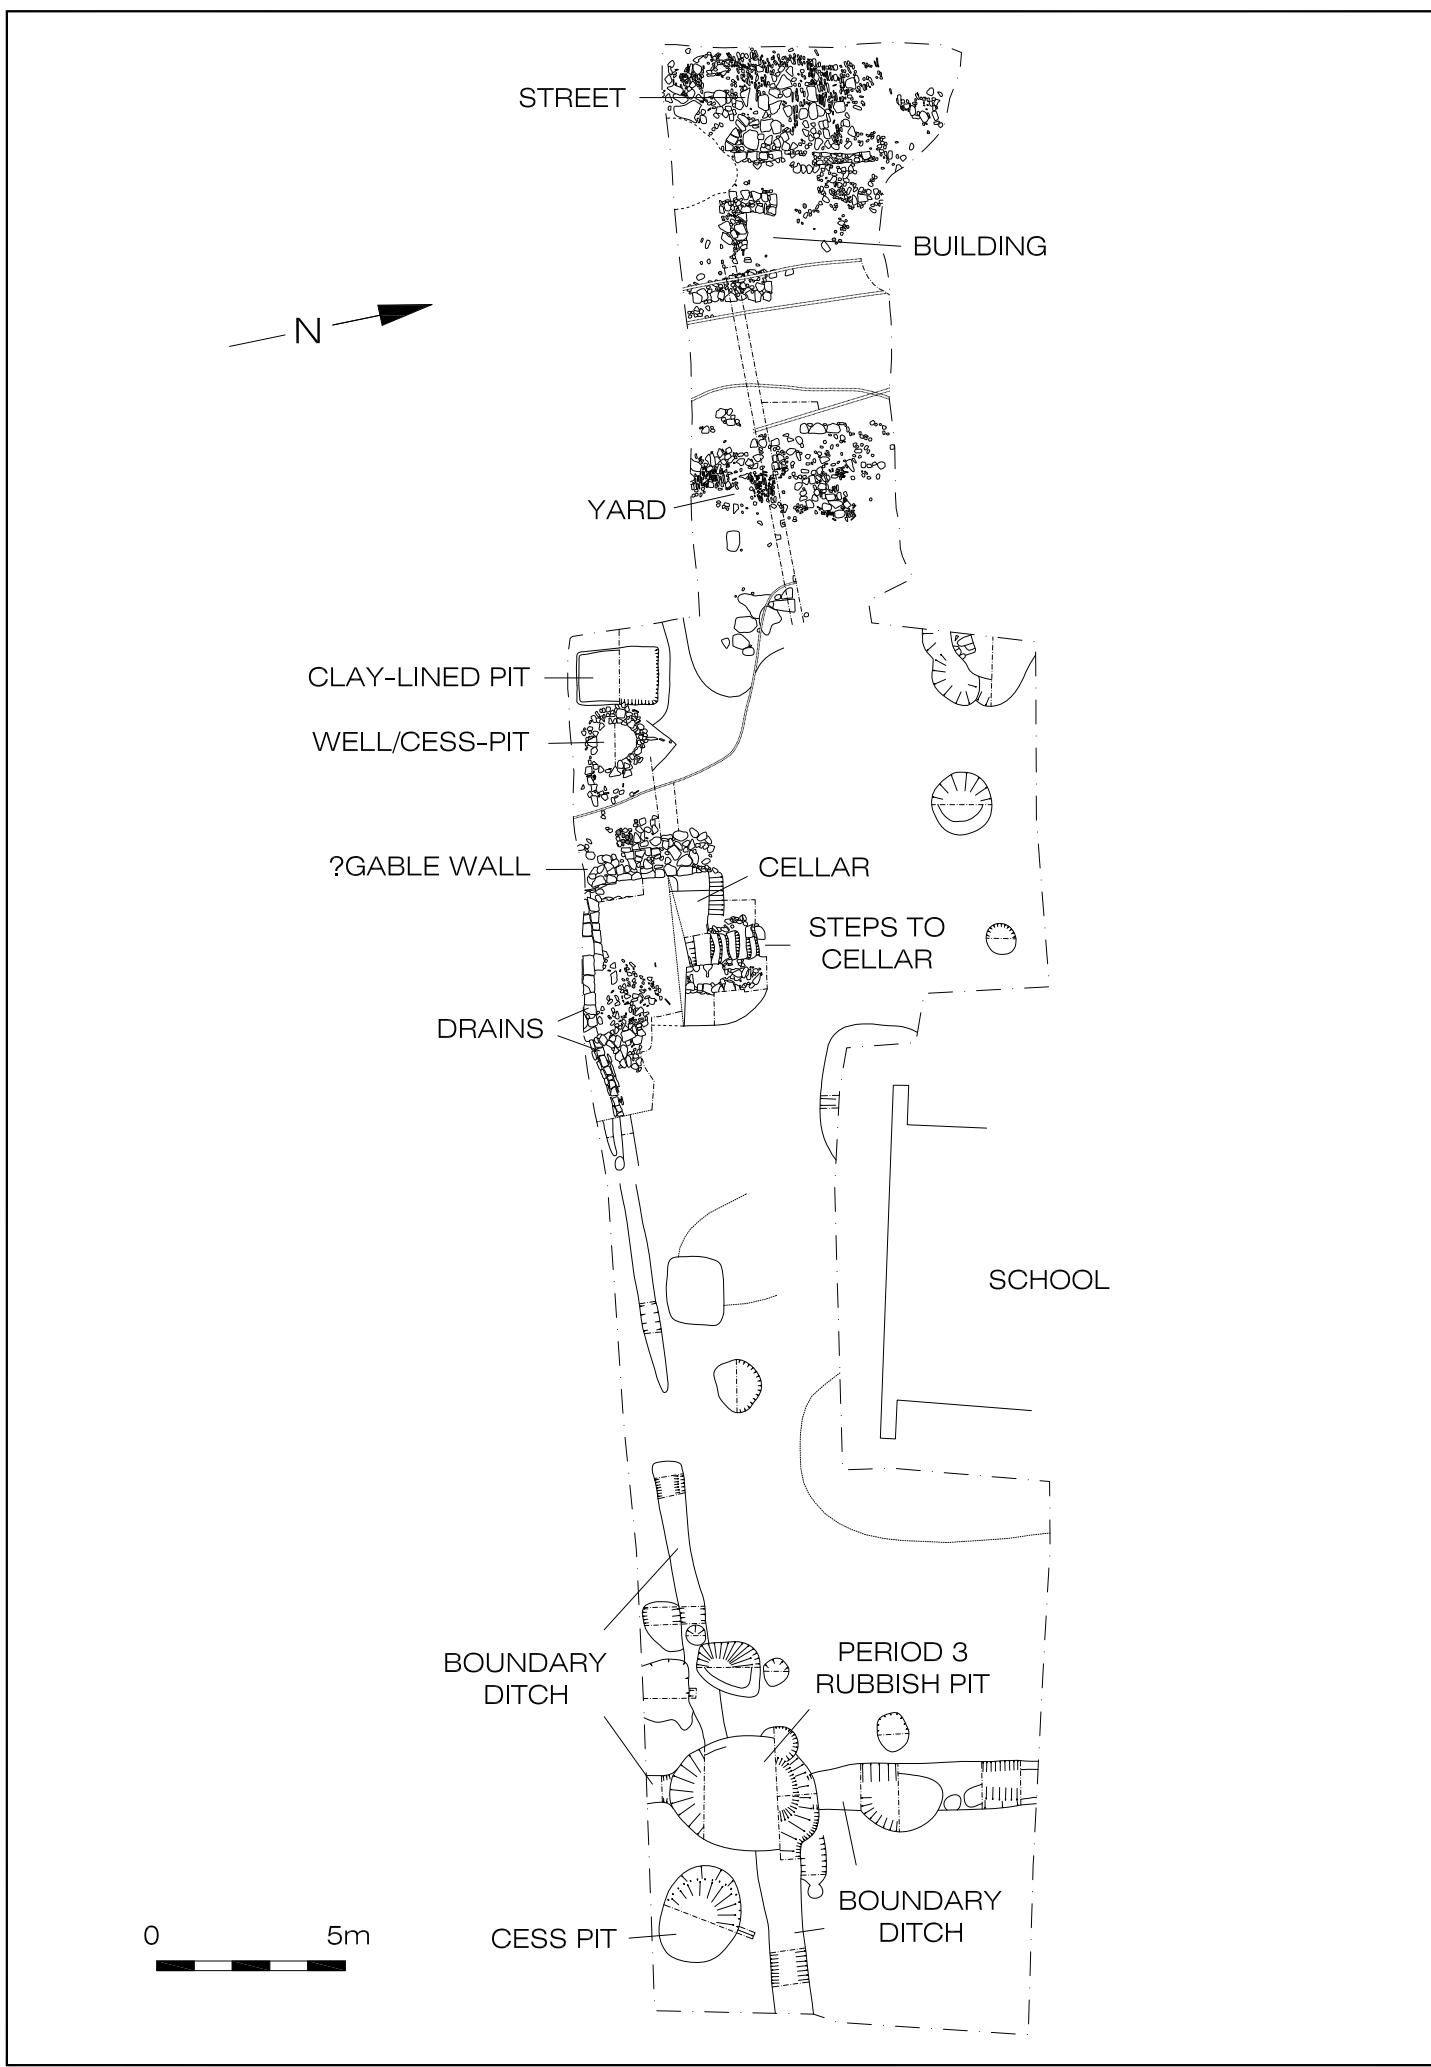 STREET
BUILDING
N
YARD
CLAY-LINED PIT
WELL/CESS-PIT
?GABLE WALL
CELLAR
STEPS TO
CELLAR
DRAINS
SCHOOL
BOUNDARY
DITCH
PERIOD 3
RUBBISH PIT
BOUNDARY
DITCH
CESS PIT
0 5m